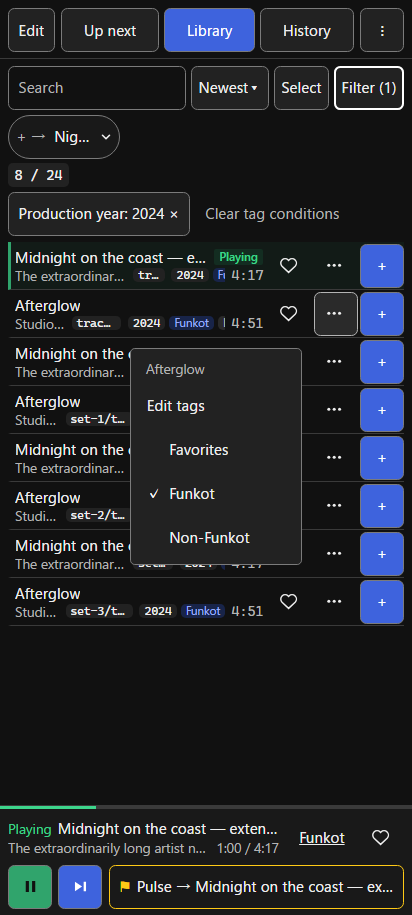 Edit Up next Library History ⋮
Search Newest ▾ Select Filter (1)
+ → Nig...
8 / 24
Production year: 2024 × Clear tag conditions
Midnight on the coast — e... Playing
The extraordinar... tr... 2024 4:17
+
Afterglow
Studio... trac... 2024 Funkot 4:51
+
Midnight on the
The extraordinar...
+
Afterglow
Studi... set-1/t...
+
Midnight on the
The extraordinar...
+
Afterglow
Studi... set-2/t...
+
Midnight on the
The extraordinar...
+
Afterglow
Studi... set-3/t... 2024 Funkot 4:51
+
Afterglow
Edit tags
Favorites
✓ Funkot
Non-Funkot
Playing Midnight on the coast — exten...
The extraordinarily long artist n... 1:00 / 4:17
Funkot
Pulse → Midnight on the coast — ex...